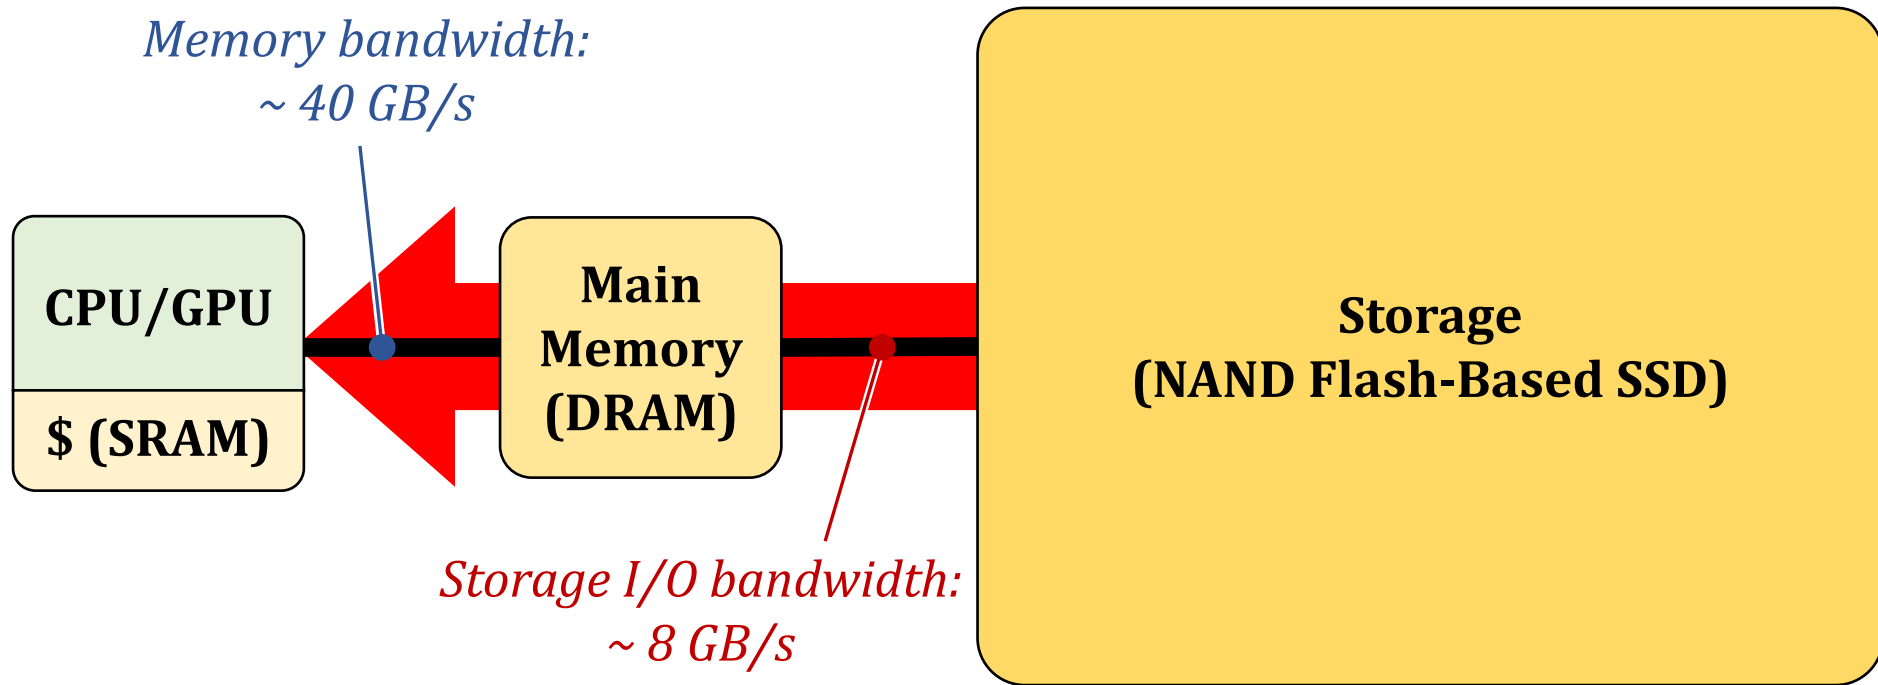 Memory bandwidth:
~ 40 GB/s
CPU/GPU
$ (SRAM)
Main
Memory
(DRAM)
Storage
(NAND Flash-Based SSD)
Storage I/O bandwidth:
~ 8 GB/s